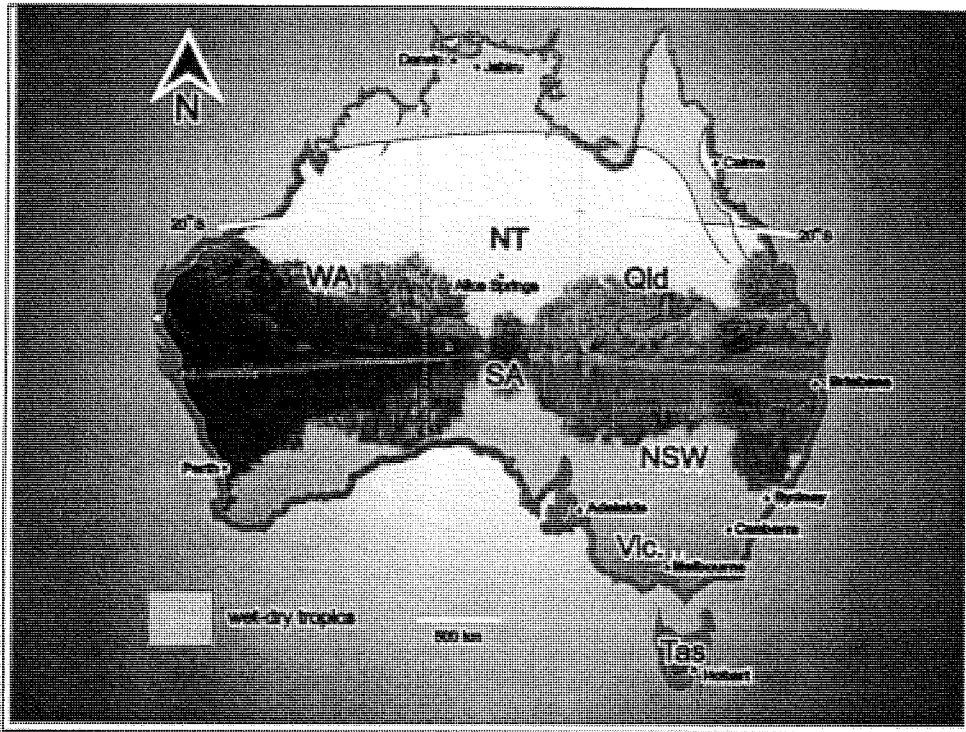 Darwin
Jabiru
N
Cairns
20°S
20°S
NT
WA
Qld
Alice Springs
SA
Brisbane
NSW
Perth
Sydney
Adelaide
Canberra
Vic.
Melbourne
wet-dry tropics
500 km
Tas
Hobart